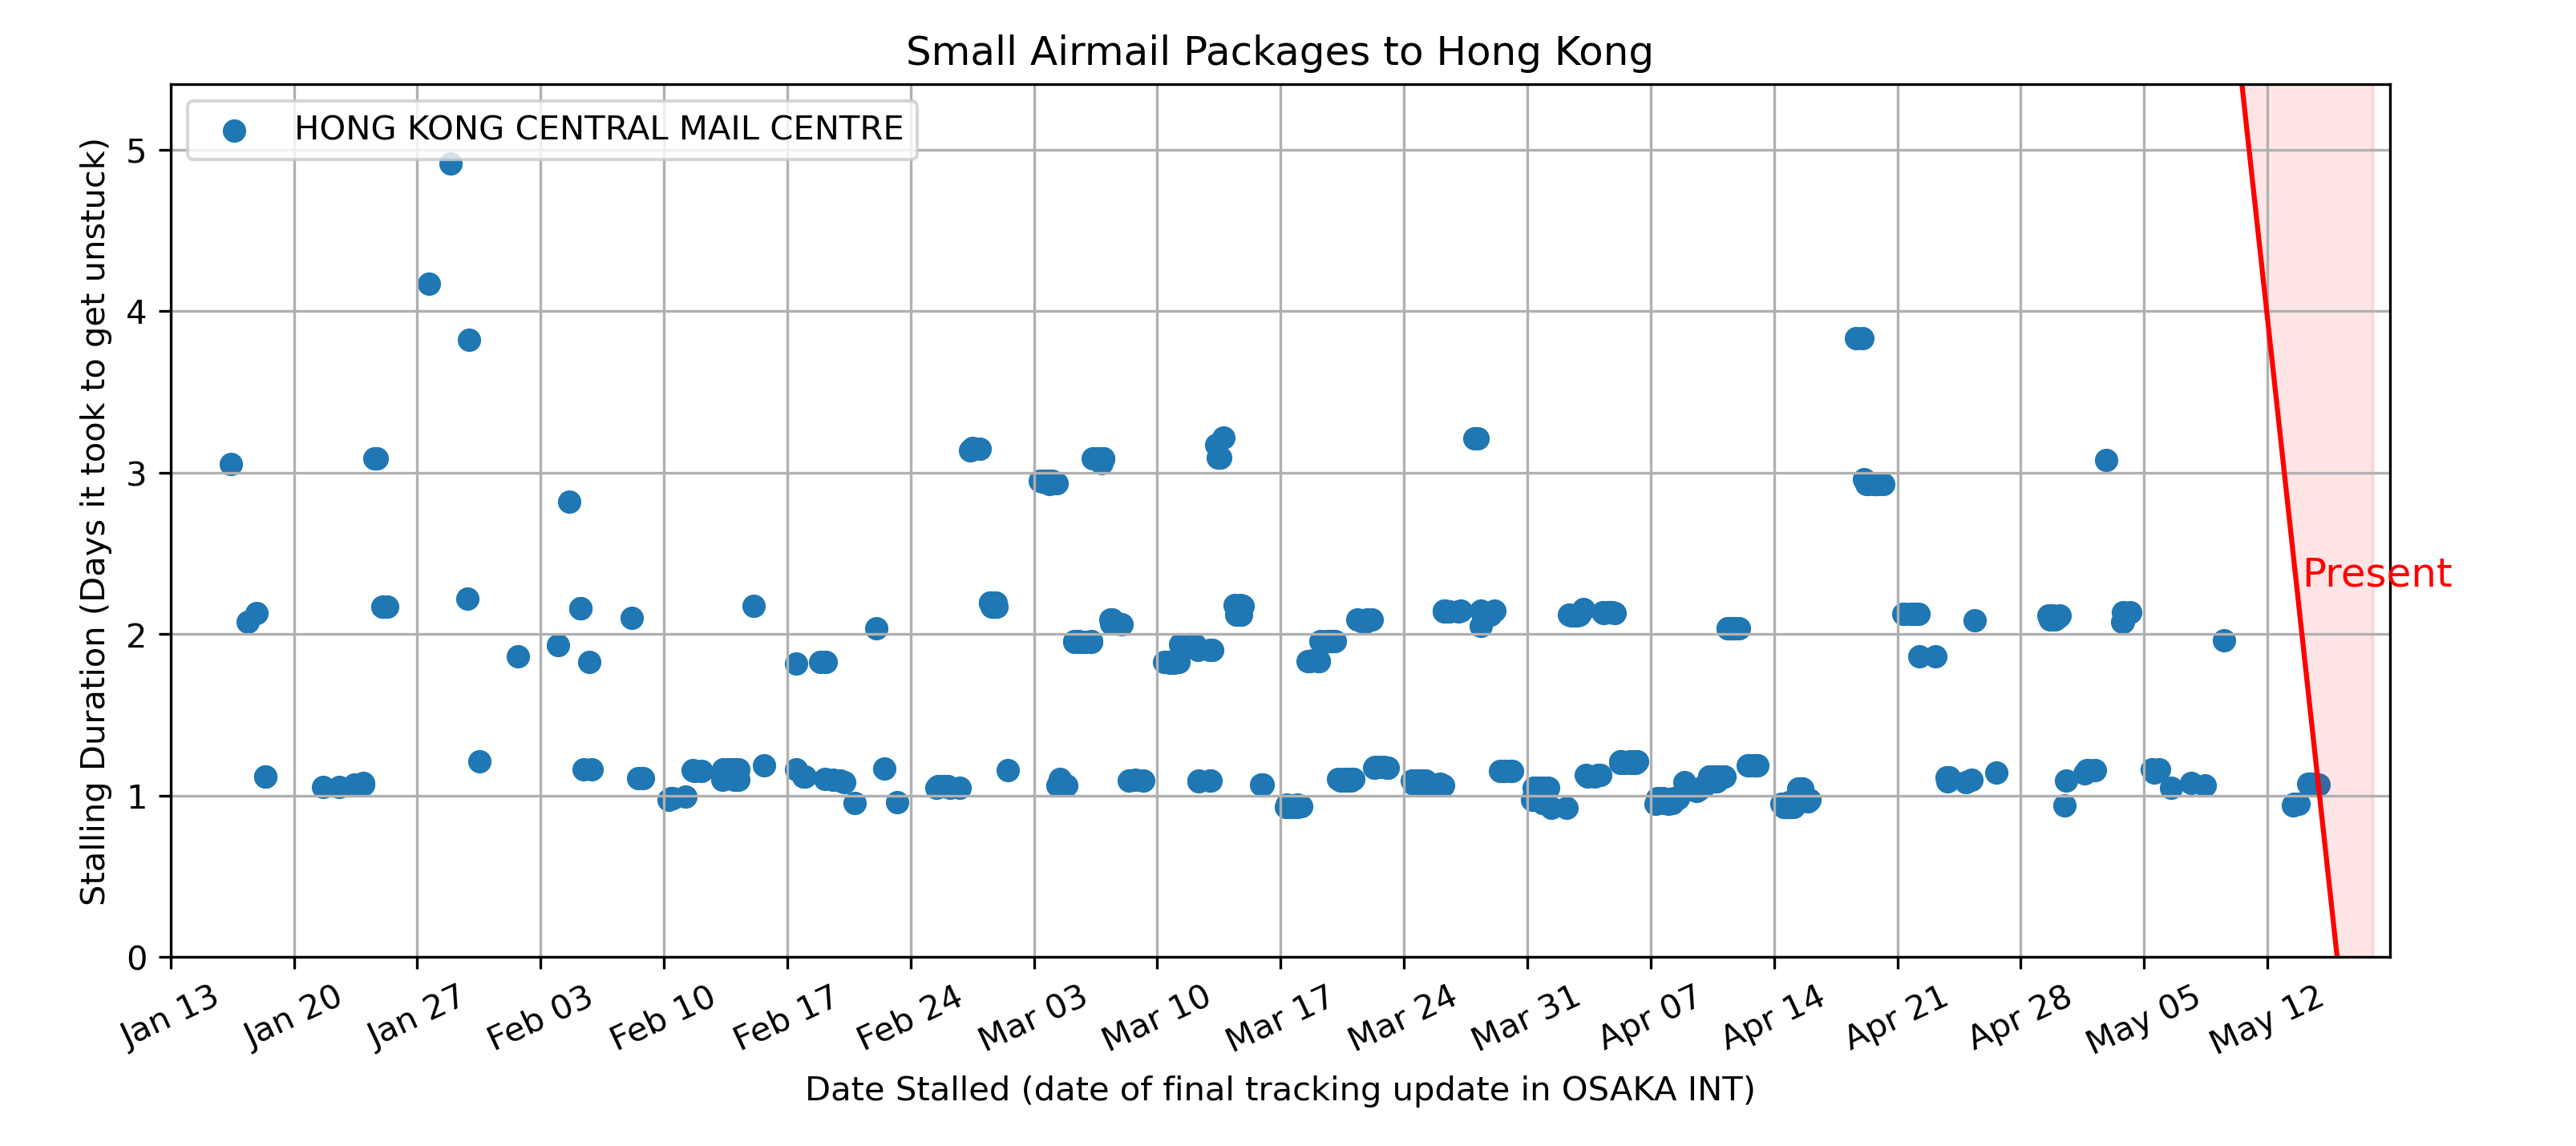 Small Airmail Packages to Hong Kong
HONG KONG CENTRAL MAIL CENTRE
Stalling Duration (Days it took to get unstuck)
5
4
3
2
1
0
Present
Jan 13
Jan 20
Jan 27
Feb 03
Feb 10
Feb 17
Feb 24
Mar 03
Mar 10
Mar 17
Mar 24
Mar 31
Apr 07
Apr 14
Apr 21
Apr 28
May 05
May 12
Date Stalled (date of final tracking update in OSAKA INT)